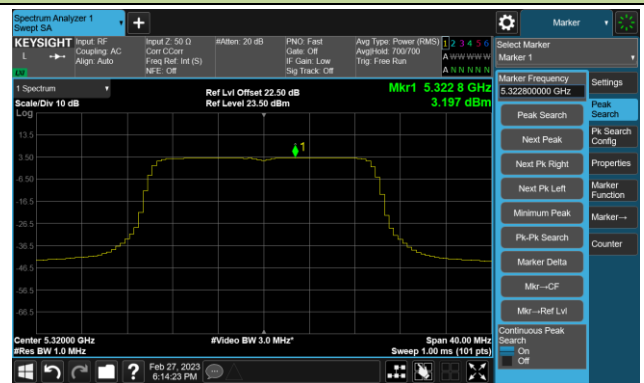 Spectrum Analyzer 1
Swept SA
+
Marker
KEYSIGHT
L
LV
Input: RF
Coupling: AC
Align: Auto
Input Z: 50 Ω
Corr CCorr
Freq Ref: Int (S)
NFE: Off
#Atten: 20 dB
PNO: Fast
Gate: Off
IF Gain: Low
Sig Track: Off
Avg Type: Power (RMS)
Avg|Hold: 700/700
Trig: Free Run
1 2 3 4 5 6
A W W W W W
A N N N N N
Select Marker
Marker 1
1 Spectrum
Scale/Div 10 dB
Log
Ref Lvl Offset 22.50 dB
Ref Level 23.50 dBm
Mkr1 5.322 8 GHz
3.197 dBm
13.5
3.50
-6.50
-16.5
-26.5
-36.5
-46.5
-56.5
-66.5
1
Center 5.32000 GHz
#Res BW 1.0 MHz
#Video BW 3.0 MHz*
Span 40.00 MHz
Sweep 1.00 ms (101 pts)
Marker Frequency
5.322800000 GHz
Peak Search
Next Peak
Next Pk Right
Next Pk Left
Minimum Peak
Pk-Pk Search
Marker Delta
Mkr→CF
Mkr→Ref Lvl
Continuous Peak
Search
On
Off
Settings
Peak
Search
Pk Search
Config
Properties
Marker
Function
Marker→
Counter
?
Feb 27, 2023
6:14:23 PM